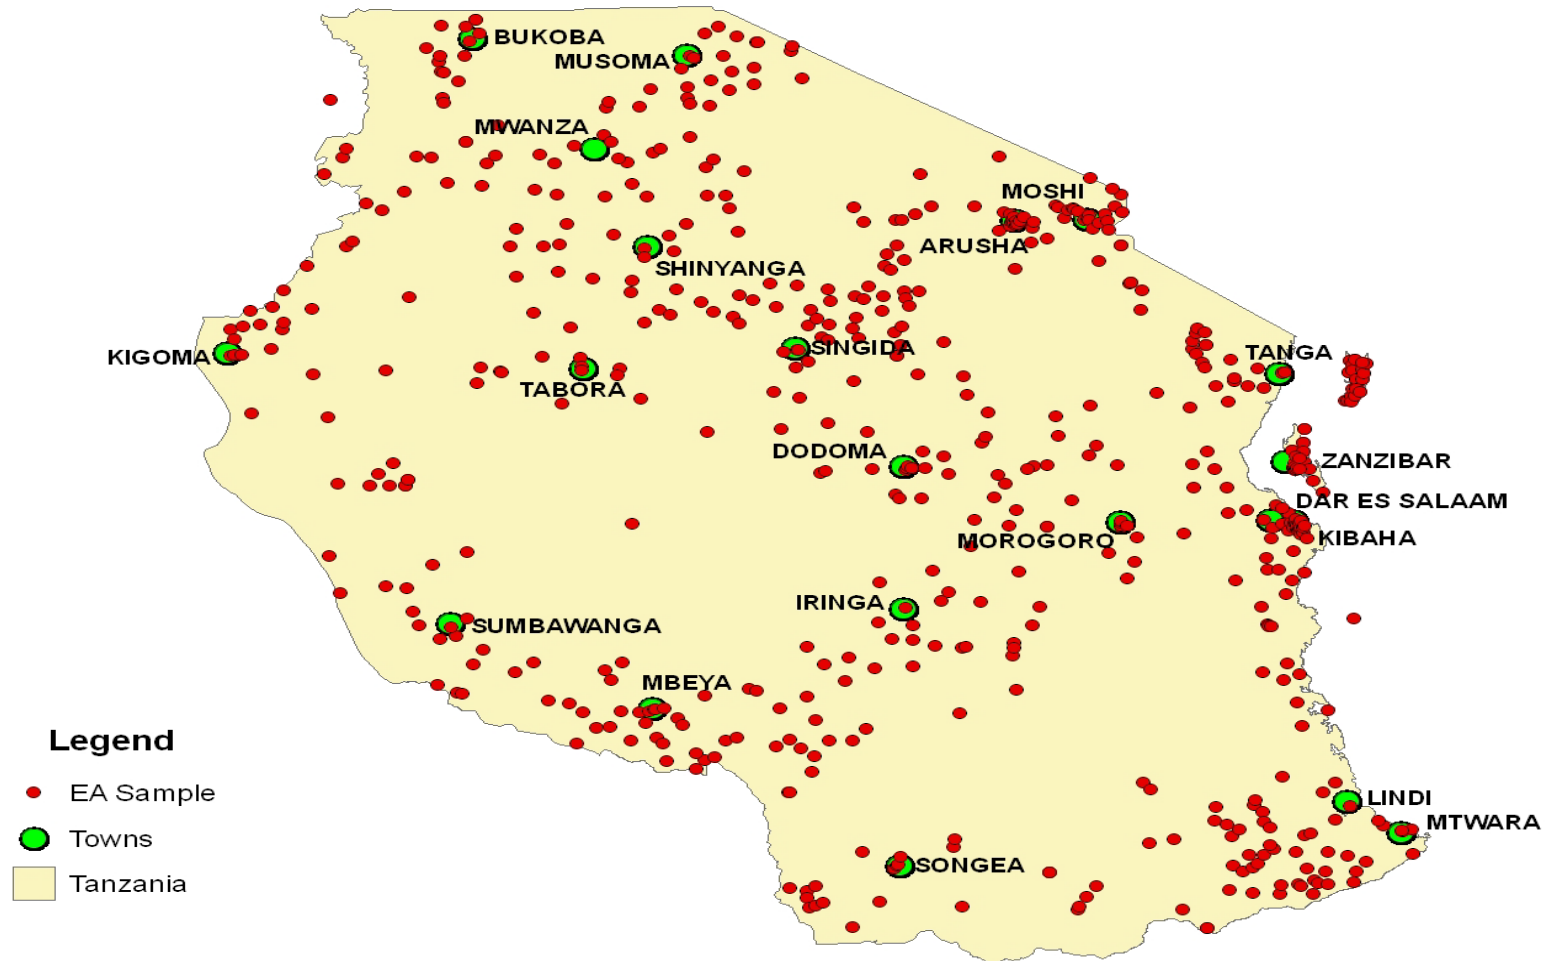 BUKOBA
MUSOMA
MWANZA
MOSHI
ARUSHA
SHINYANGA
KIGOMA
SINGIDA
TANGA
TABORA
DODOMA
ZANZIBAR
DAR ES SALAAM
KIBAHA
MOROGORO
IRINGA
SUMBAWANGA
MBEYA
Legend
EA Sample
Towns
Tanzania
LINDI
MTWARA
SONGEA